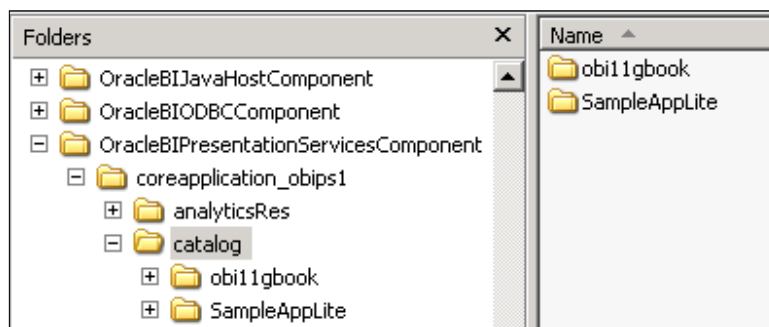 Folders
OracleBIJavaHostComponent
OracleBIODBCComponent
OracleBIPresentationServicesComponent
coreapplication_obips1
analyticsRes
catalog
obi11gbook
SampleAppLite
Name
obi11gbook
SampleAppLite